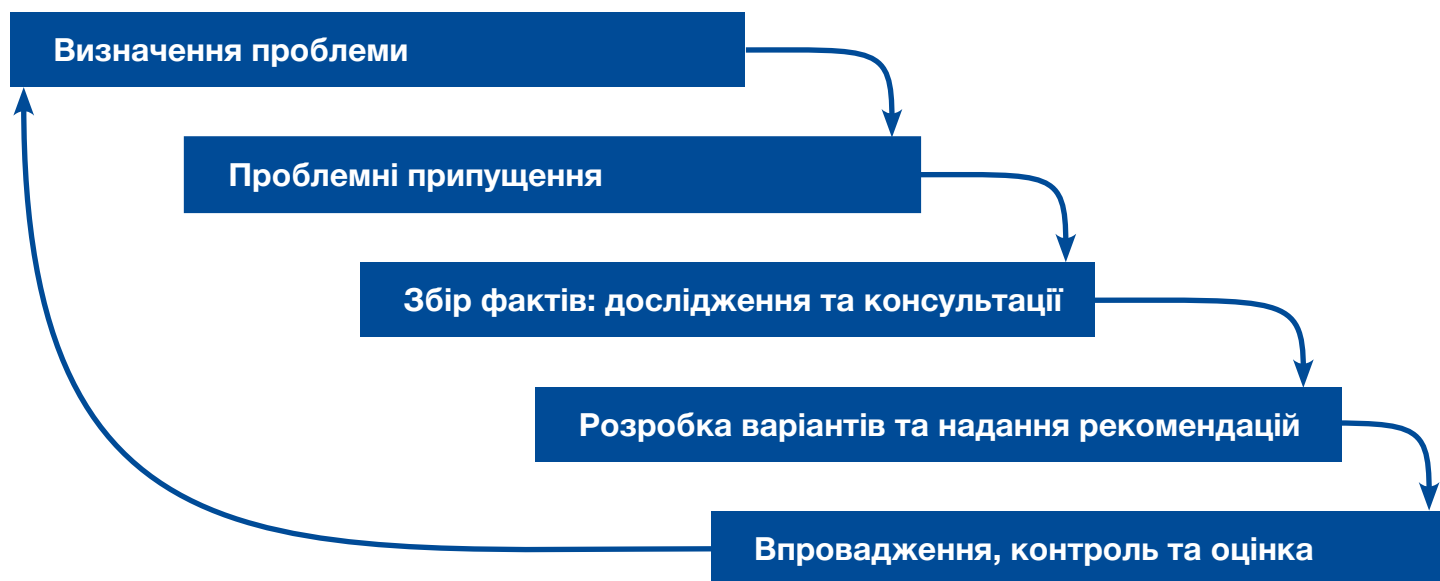 Визначення проблеми
Проблемні припущення
Збір фактів: дослідження та консультації
Розробка варіантів та надання рекомендацій
Впровадження, контроль та оцінка